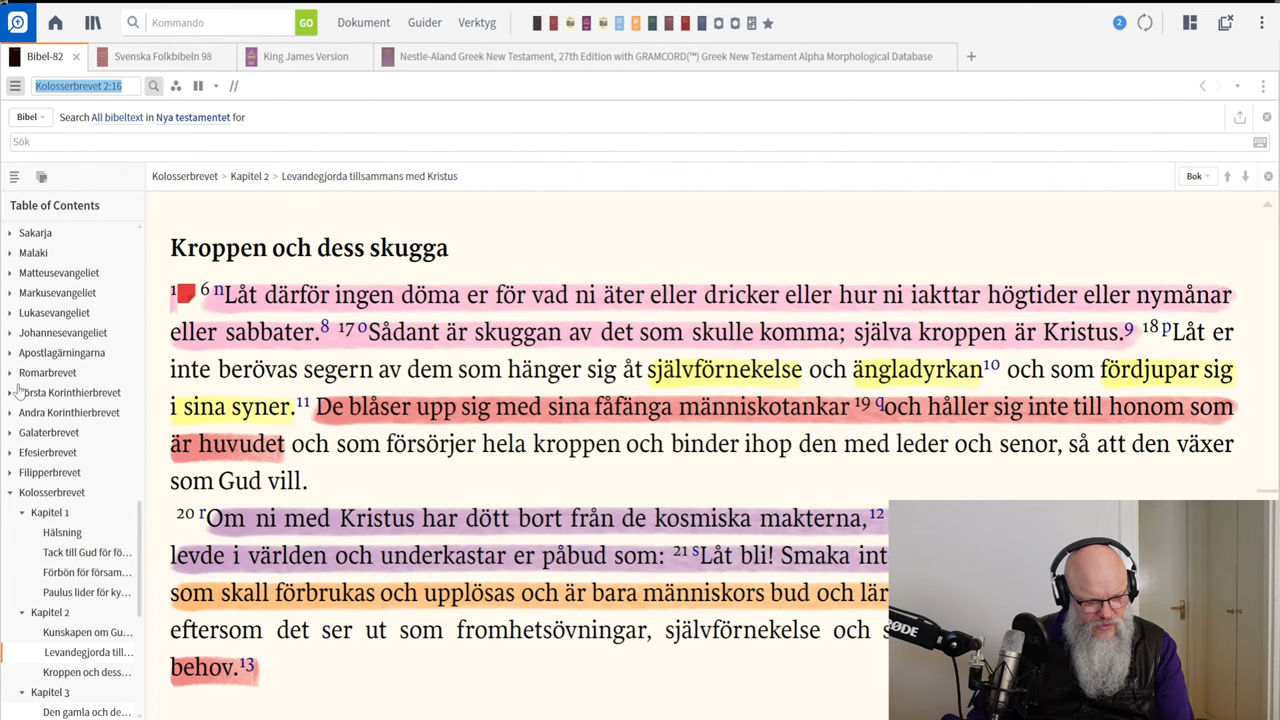 Kommando
GO
Dokument
Guider
Verktyg
2
Bibel-82
Svenska Folkbibeln 98
King James Version
Nestle-Aland Greek New Testament, 27th Edition with GRAMCORD(™) Greek New Testament Alpha Morphological Database
Kolosserbrevet 2:16
Bibel
Search All bibeltext in Nya testamentet for
Sök
Kolosserbrevet > Kapitel 2 > Levandegjorda tillsammans med Kristus
Bok
Table of Contents
Sakarja
Malaki
Matteusevangeliet
Markusevangeliet
Lukasevangeliet
Johannesevangeliet
Apostlagärningarna
Romarbrevet
örsta Korinthierbrevet
Andra Korinthierbrevet
Galaterbrevet
Efesierbrevet
Filipperbrevet
Kolosserbrevet
Kapitel 1
Hälsning
Tack till Gud för fö...
Förbön för försam...
Paulus lider för ky...
Kapitel 2
Kunskapen om Gu...
Levandegjorda till...
Kroppen och dess...
Kapitel 3
Den gamla och de...
Kroppen och dess skugga
1 6 nLåt därför ingen döma er för vad ni äter eller dricker eller hur ni iakttar högtider eller nymånar
eller sabbater.8 17 oSådant är skuggan av det som skulle komma; själva kroppen är Kristus.9 18 pLåt er
inte berövas segern av dem som hänger sig åt självförnekelse och ängladyrkan10 och som fördjupar sig
i sina syner.11 De blåser upp sig med sina fåfänga människotankar 19 qoch håller sig inte till honom som
är huvudet och som försörjer hela kroppen och binder ihop den med leder och senor, så att den växer
som Gud vill.
20 rOm ni med Kristus har dött bort från de kosmiska makterna,12
levde i världen och underkastar er påbud som: 21 sLåt bli! Smaka int
som skall förbrukas och upplösas och är bara människors bud och lär
eftersom det ser ut som fromhetsövningar, självförnekelse och s
behov.13
RØDE